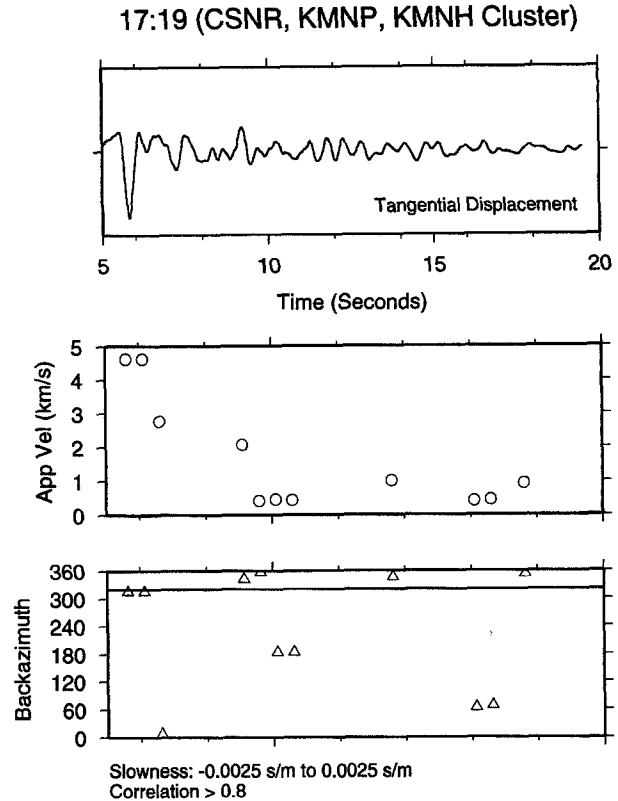 17:19 (CSNR, KMNP, KMNH Cluster)
Tangential Displacement
5 10 15 20
Time (Seconds)
App Vel (km/s)
5
4
3
2
1
0
Backazimuth
360
300
240
180
120
60
0
Slowness: -0.0025 s/m to 0.0025 s/m
Correlation > 0.8